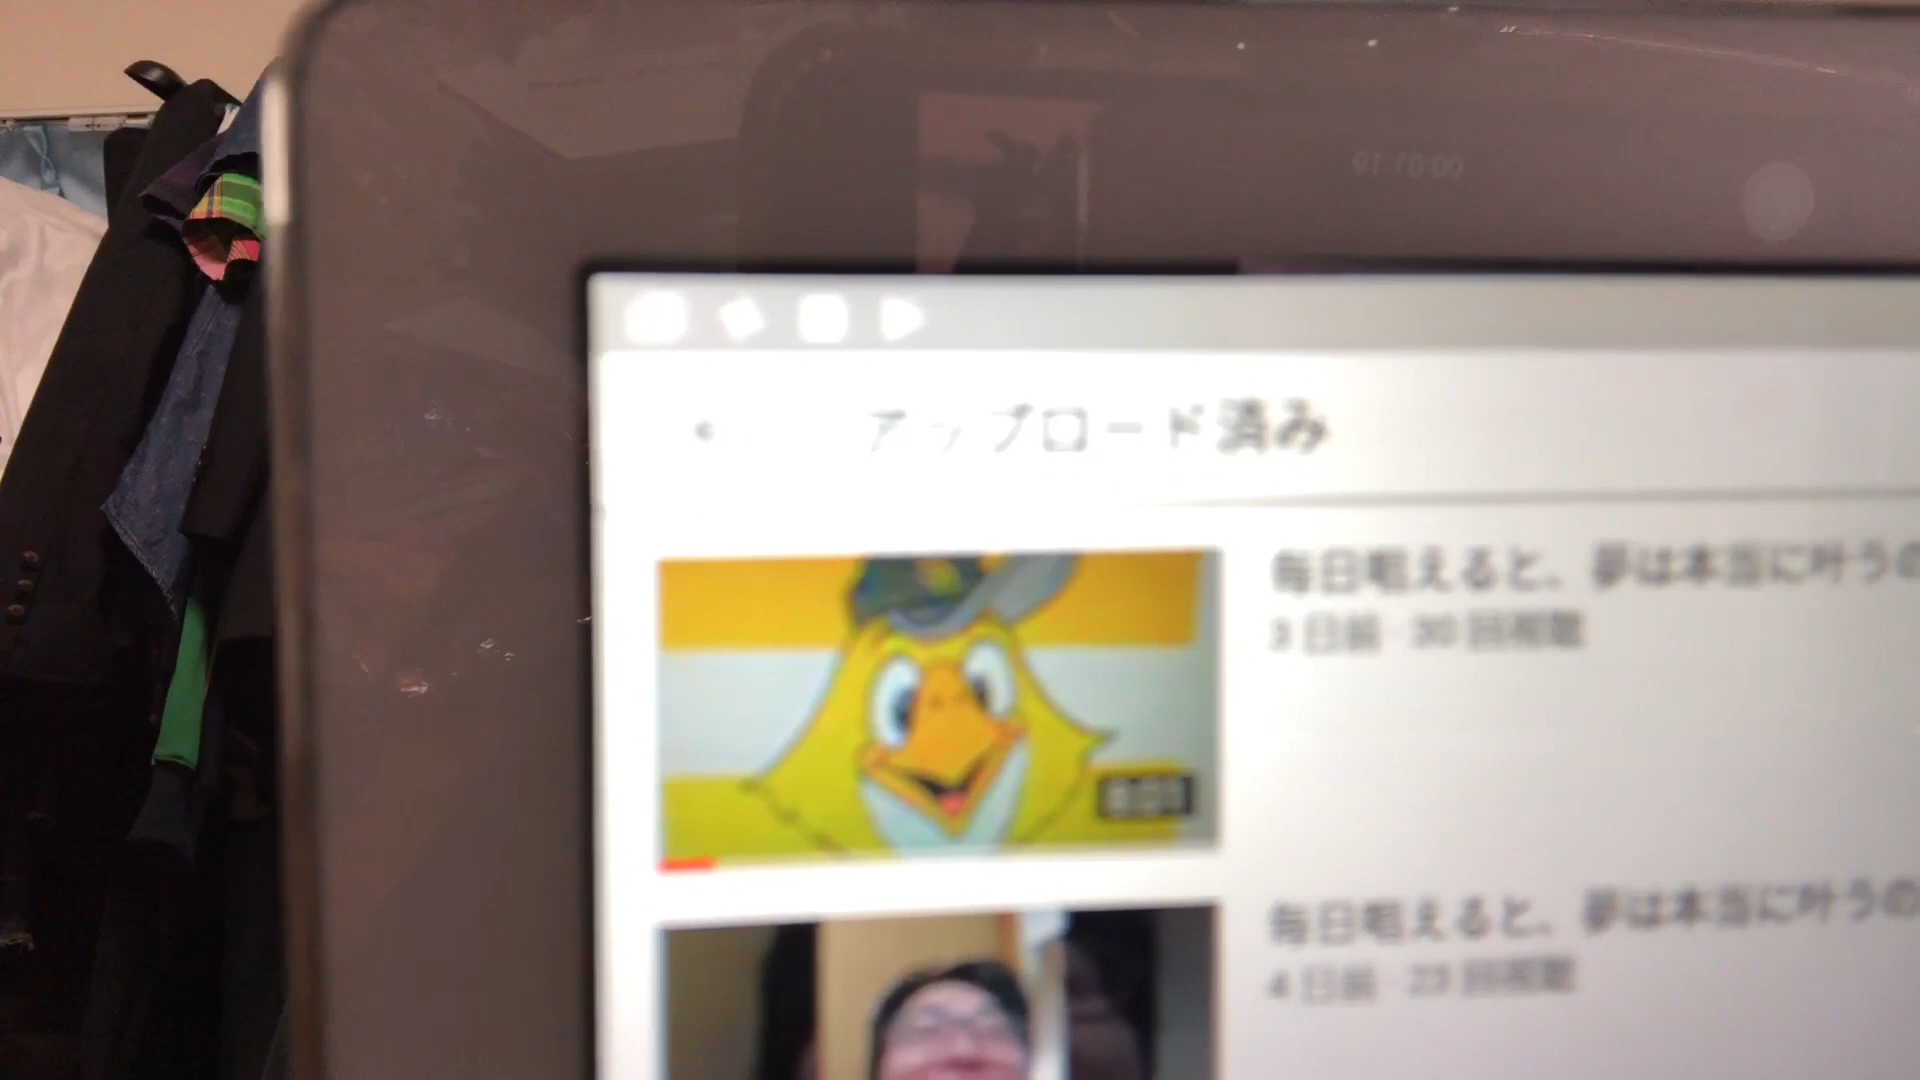 アップロード済み
毎日唱えると、夢は本当に叶うの
3 日前・30 回視聴
毎日唱えると、夢は本当に叶うの
4 日前・23 回視聴